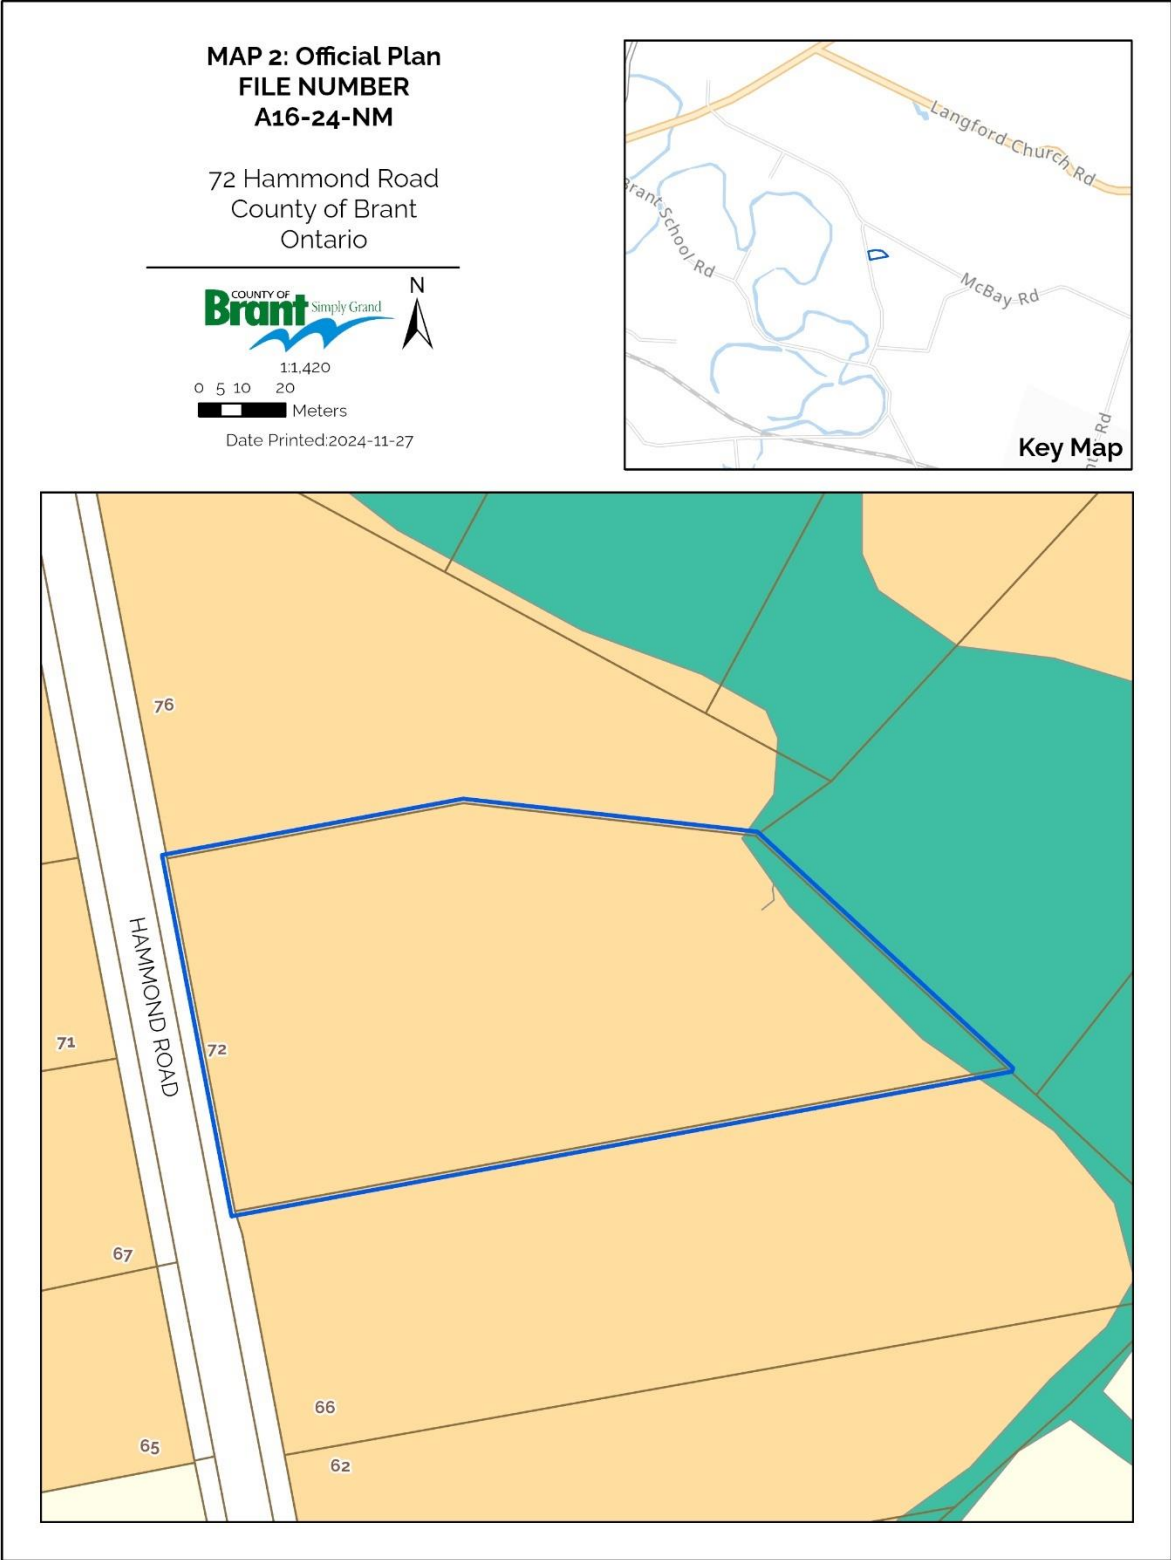 MAP 2: Official Plan
FILE NUMBER
A16-24-NM
72 Hammond Road
County of Brant
Ontario
COUNTY OF
Brant Simply Grand
N
1:1,420
0 5 10 20
Meters
Date Printed:2024-11-27
Langford Church Rd
Brant School Rd
McBay Rd
Rd
Key Map
76
HAMMOND ROAD
71
72
67
66
65
62